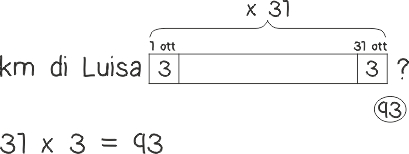 x 31
1 ott 31 ott
km di Luisa 3 3 ?
93
31 x 3 = 93